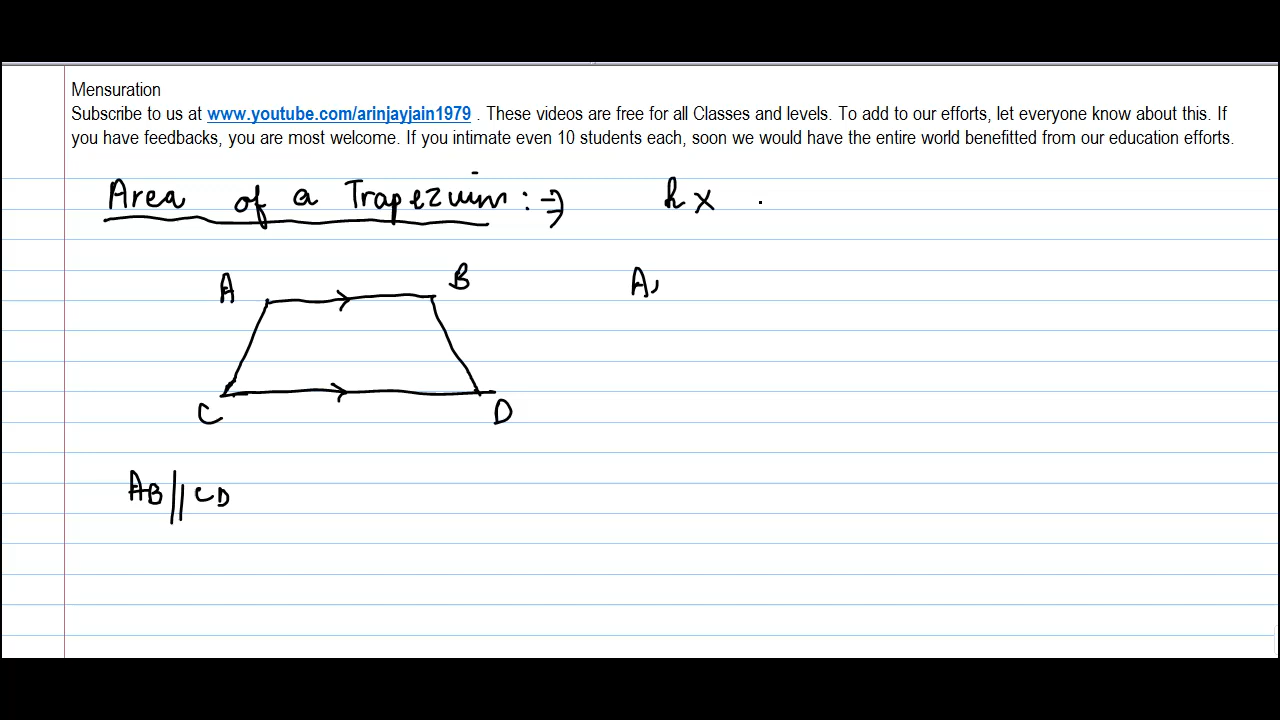 Mensuration
Subscribe to us at www.youtube.com/arinjayjain1979 . These videos are free for all Classes and levels. To add to our efforts, let everyone know about this. If
you have feedbacks, you are most welcome. If you intimate even 10 students each, soon we would have the entire world benefitted from our education efforts.
Area of a Trapezuim :⇒ h x
A B
A,
C D
AB || CD